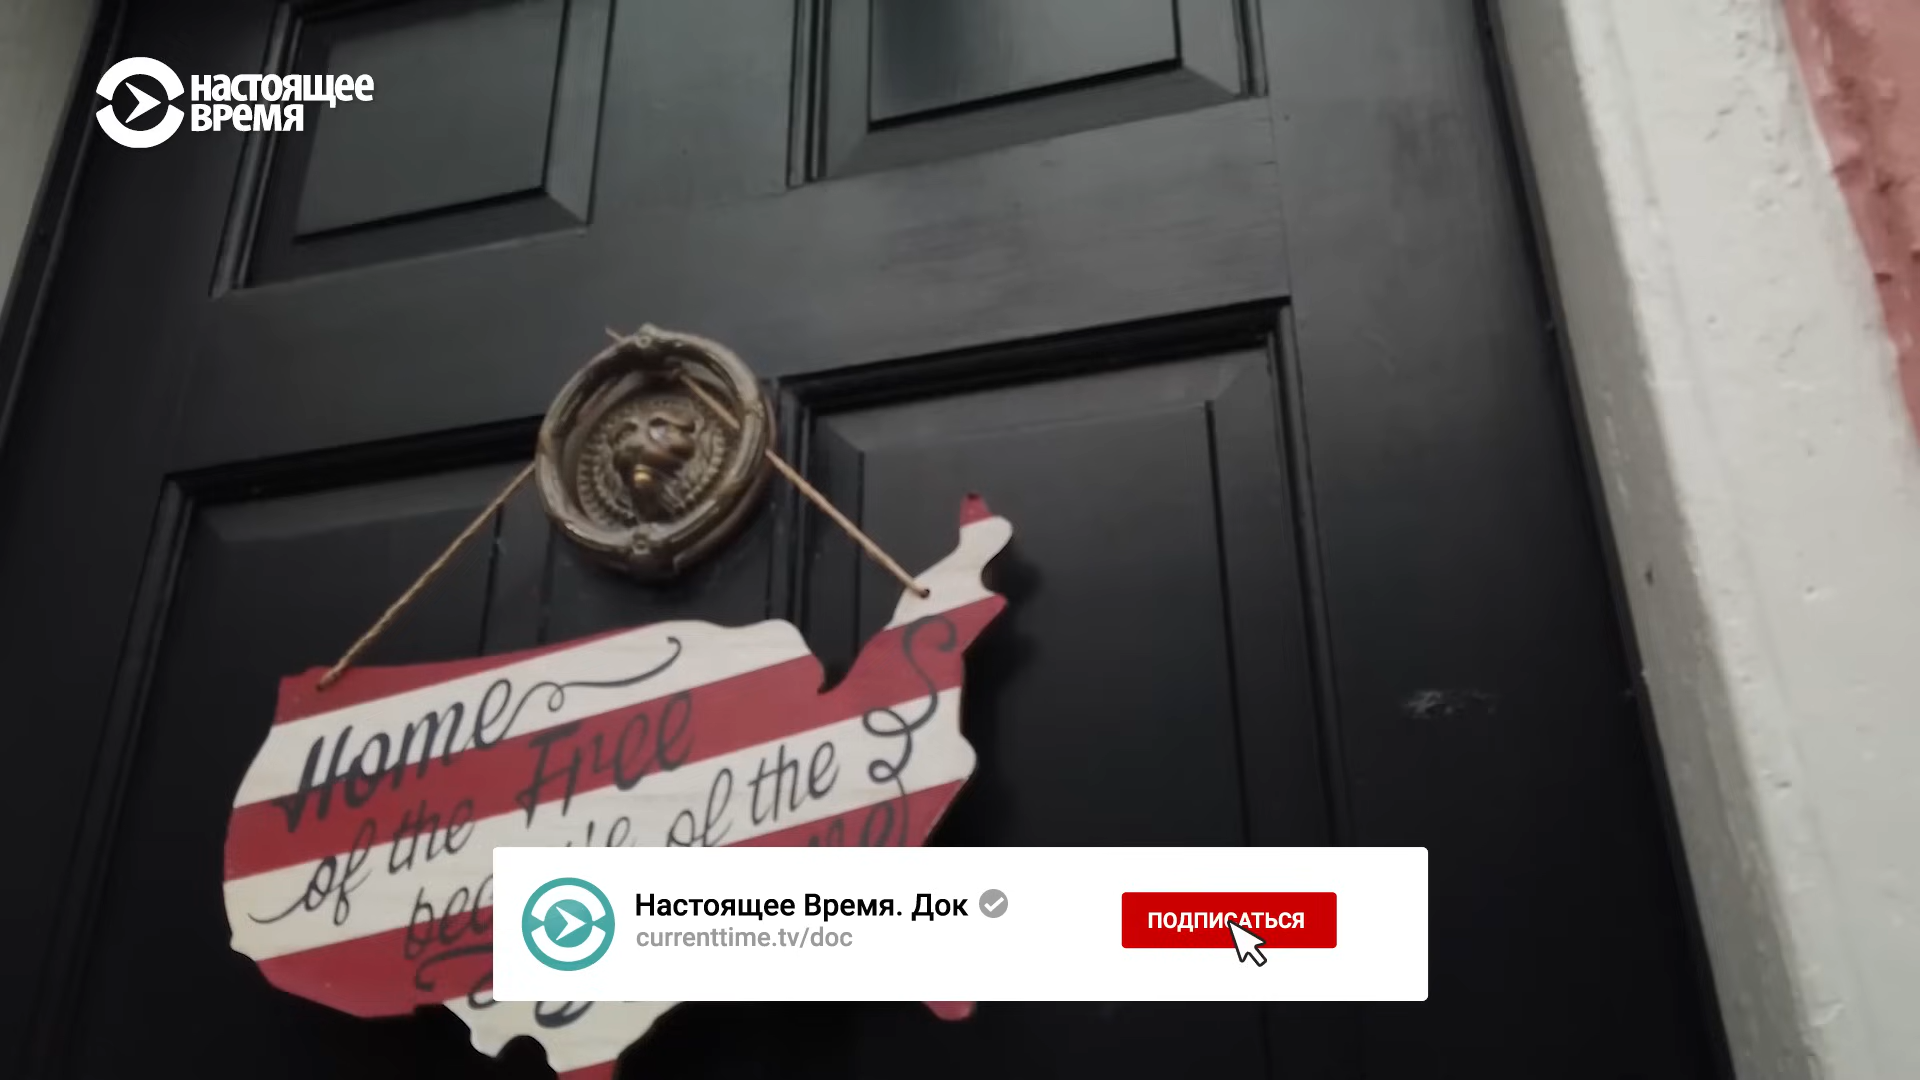 НАСТОЯЩЕЕ
ВРЕМЯ
Home
of the Free
of the
Настоящее Время. Док
currenttime.tv/doc
ПОДПИСАТЬСЯ